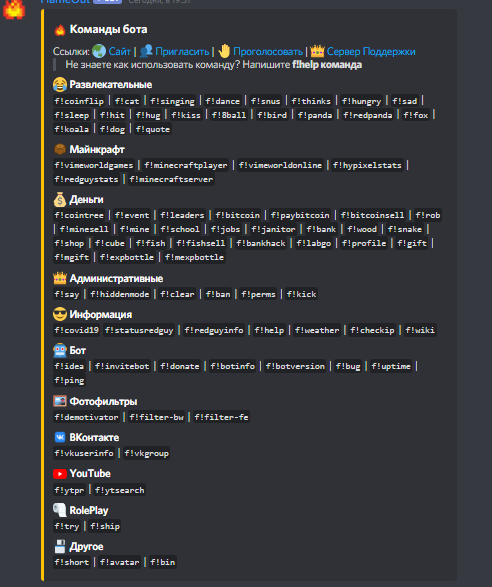 FlameOut БОТ Сегодня, в 19:51
Команды бота
Ссылки: Сайт | Пригласить | Проголосовать | Сервер Поддержки
Не знаете как использовать команду? Напишите f!help команда
Развлекательные
f!coinflip | f!cat | f!singing | f!dance | f!snus | f!thinks | f!hungry | f!sad |
f!sleep | f!hit | f!hug | f!kiss | f!8ball | f!bird | f!panda | f!redpanda | f!fox |
f!koala | f!dog | f!quote
Майнкрафт
f!vimeworldgames | f!minecraftplayer | f!vimeworldonline | f!hypixelstats |
f!redguystats | f!minecraftserver
Деньги
f!cointree | f!event | f!leaders | f!bitcoin | f!paybitcoin | f!bitcoinsell | f!rob
| f!minesell | f!mine | f!school | f!jobs | f!janitor | f!bank | f!wood | f!snake |
f!shop | f!cube | f!fish | f!fishsell | f!bankhack | f!labgo | f!profile | f!gift |
f!mgift | f!expbottle | f!mexpbottle
Административные
f!say | f!hiddenmode | f!clear | f!ban | f!perms | f!kick
Информация
f!covid19 f!statusredguy | f!redguyinfo | f!help | f!weather | f!checkip | f!wiki
Бот
f!idea | f!invitebot | f!donate | f!botinfo | f!botversion | f!bug | f!uptime |
f!ping
Фотофильтры
f!demotivator | f!filter-bw | f!filter-fe
ВКонтакте
f!vkuserinfo | f!vkgroup
YouTube
f!ytpr | f!ytsearch
RolePlay
f!try | f!ship
Другое
f!short | f!avatar | f!bin